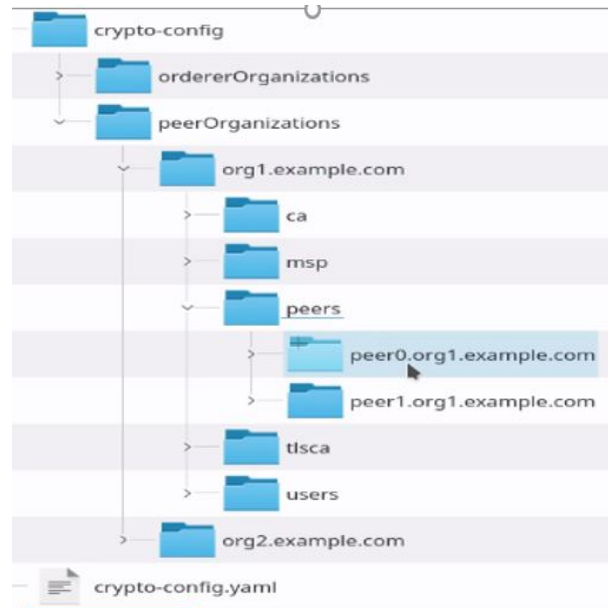 crypto-config
ordererOrganizations
peerOrganizations
org1.example.com
ca
msp
peers
peer0.org1.example.com
peer1.org1.example.com
tlsca
users
org2.example.com
crypto-config.yaml